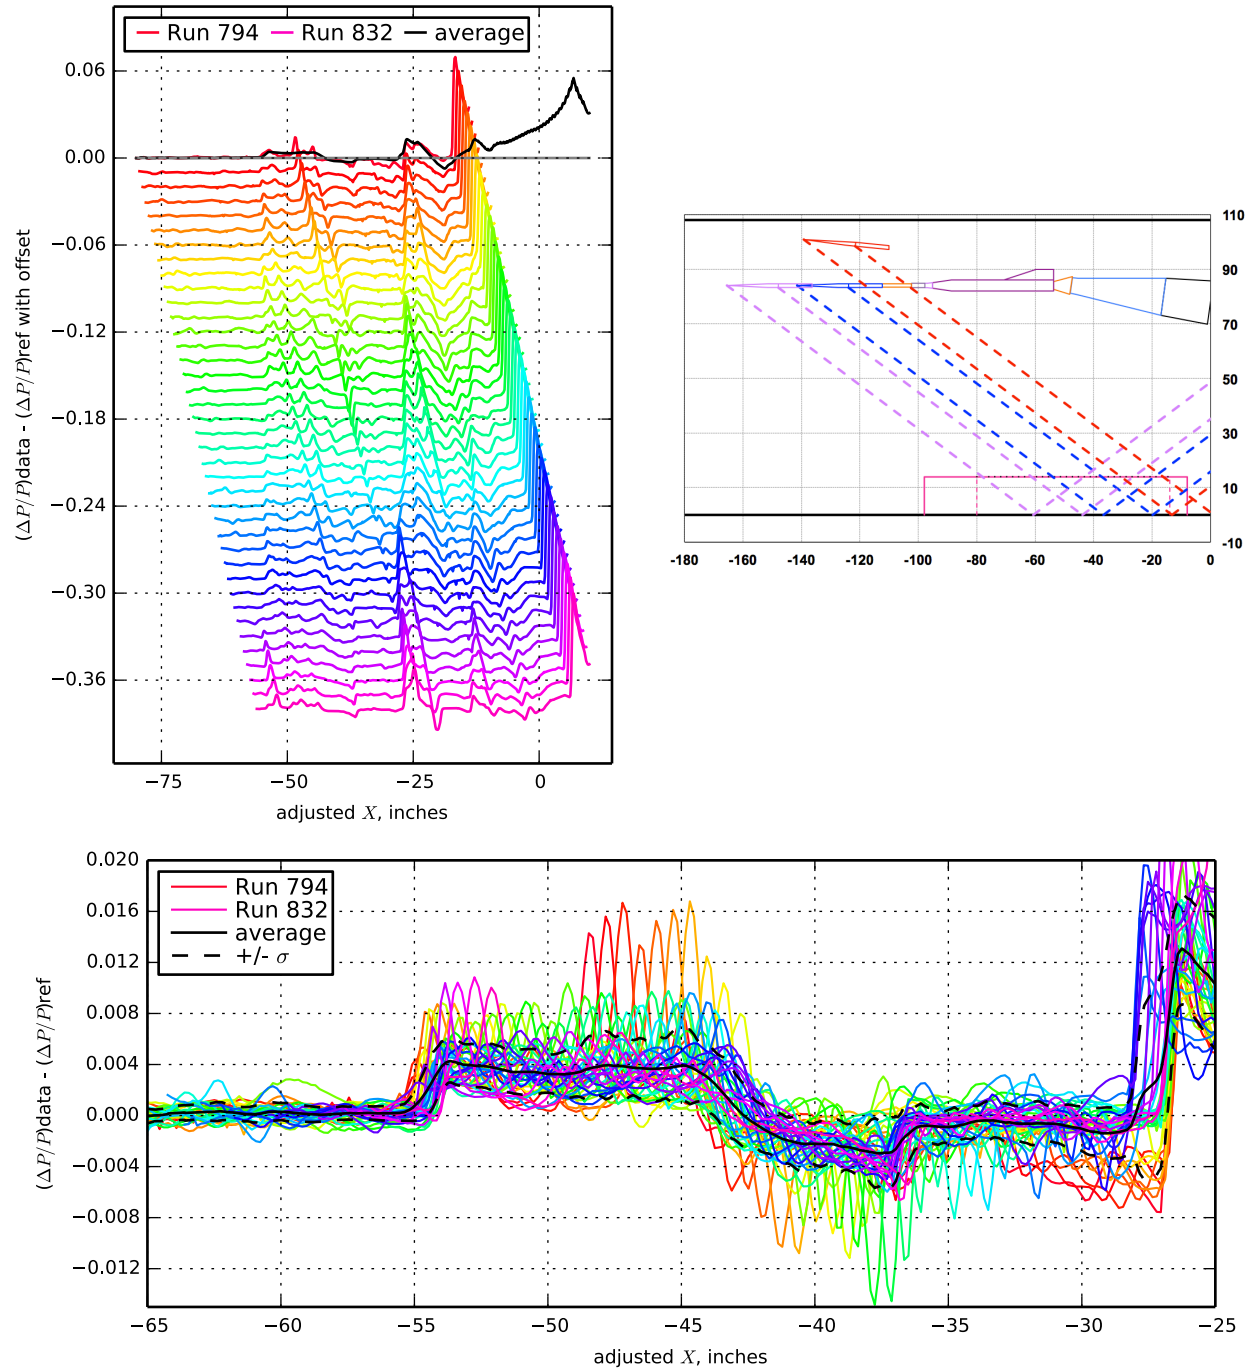 Run 794 Run 832 average
0.06
0.00
−0.06
−0.12
−0.18
−0.24
−0.30
−0.36
(ΔP/P)data - (ΔP/P)ref with offset
−75 −50 −25 0
adjusted X, inches
110
90
70
50
30
10
-10
-180 -160 -140 -120 -100 -80 -60 -40 -20 0
0.020
0.016
0.012
0.008
0.004
0.000
−0.004
−0.008
−0.012
(ΔP/P)data - (ΔP/P)ref
Run 794
Run 832
average
+/- σ
−65 −60 −55 −50 −45 −40 −35 −30 −25
adjusted X, inches